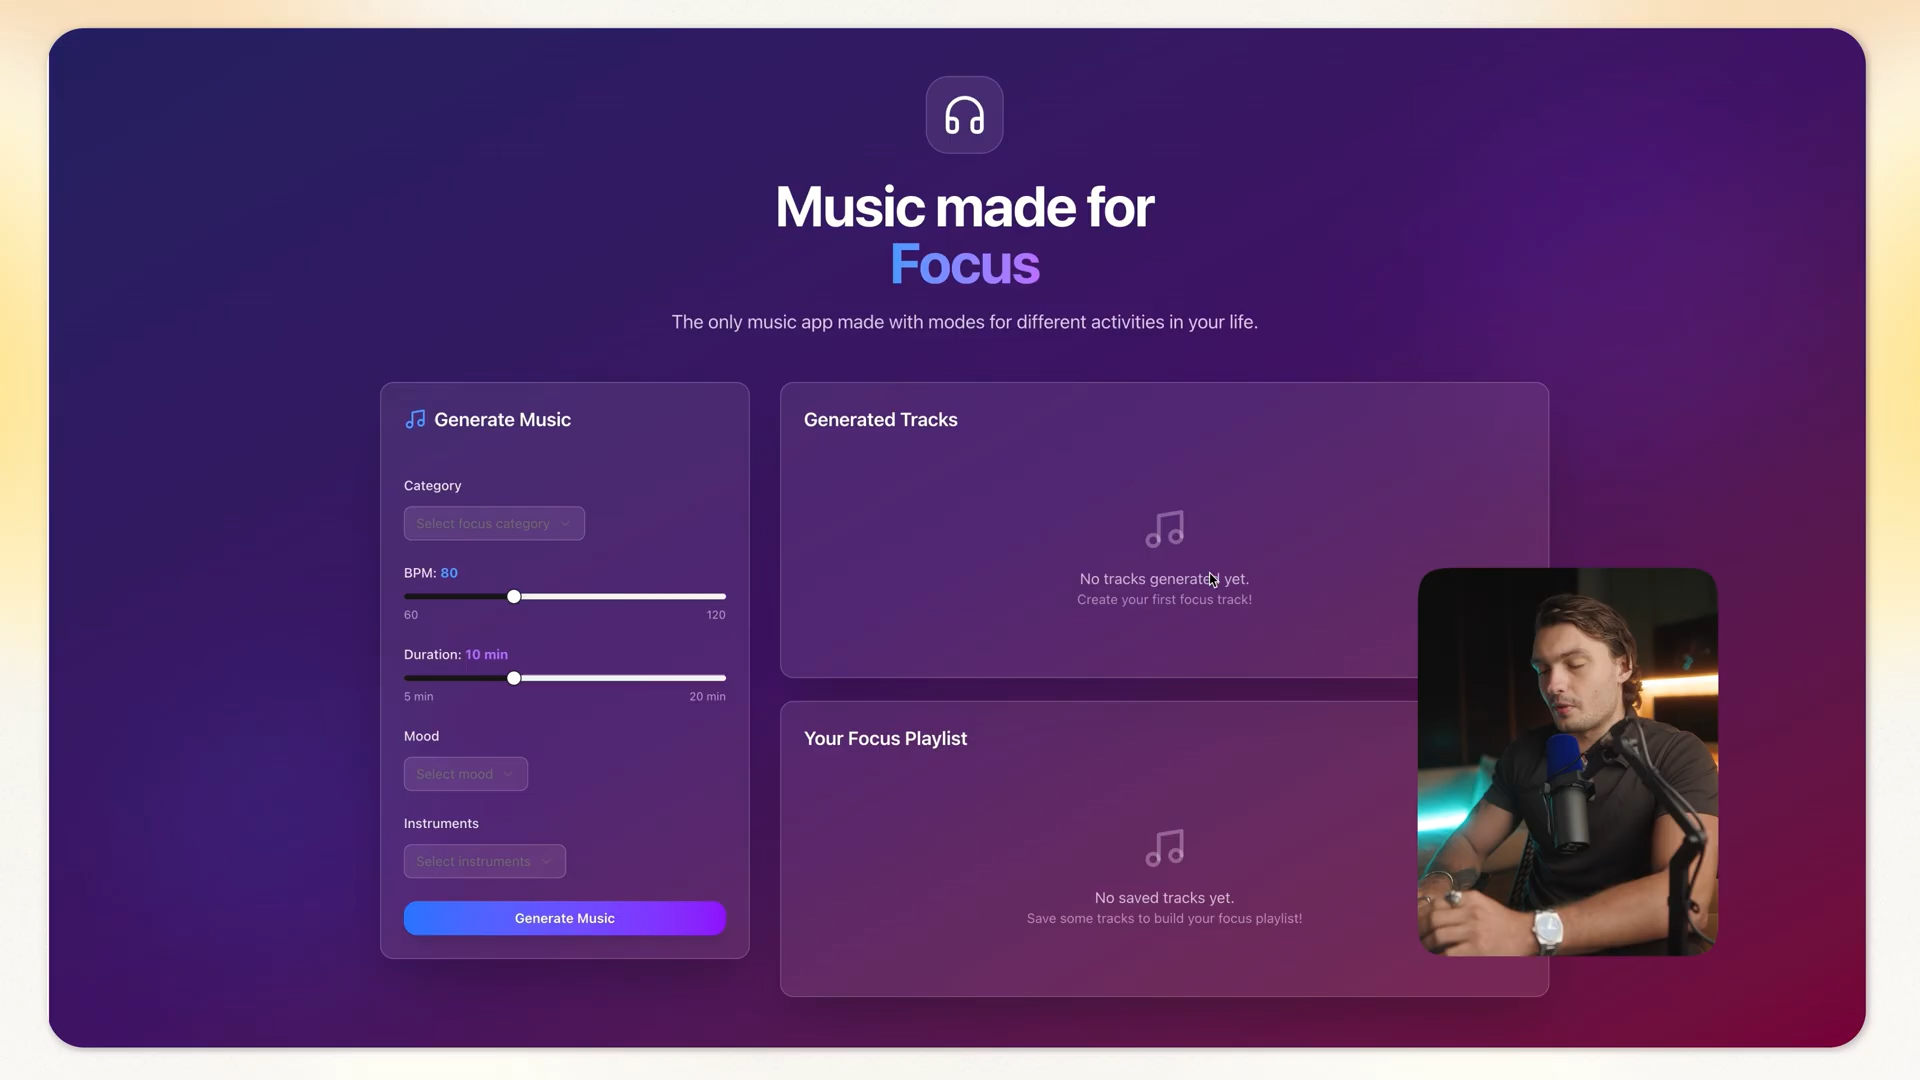 Music made for
Focus
The only music app made with modes for different activities in your life.
Generate Music
Category
Select focus category
BPM: 80
60 120
Duration: 10 min
5 min 20 min
Mood
Select mood
Instruments
Select instruments
Generate Music
Generated Tracks
No tracks generated yet.
Create your first focus track!
Your Focus Playlist
No saved tracks yet.
Save some tracks to build your focus playlist!